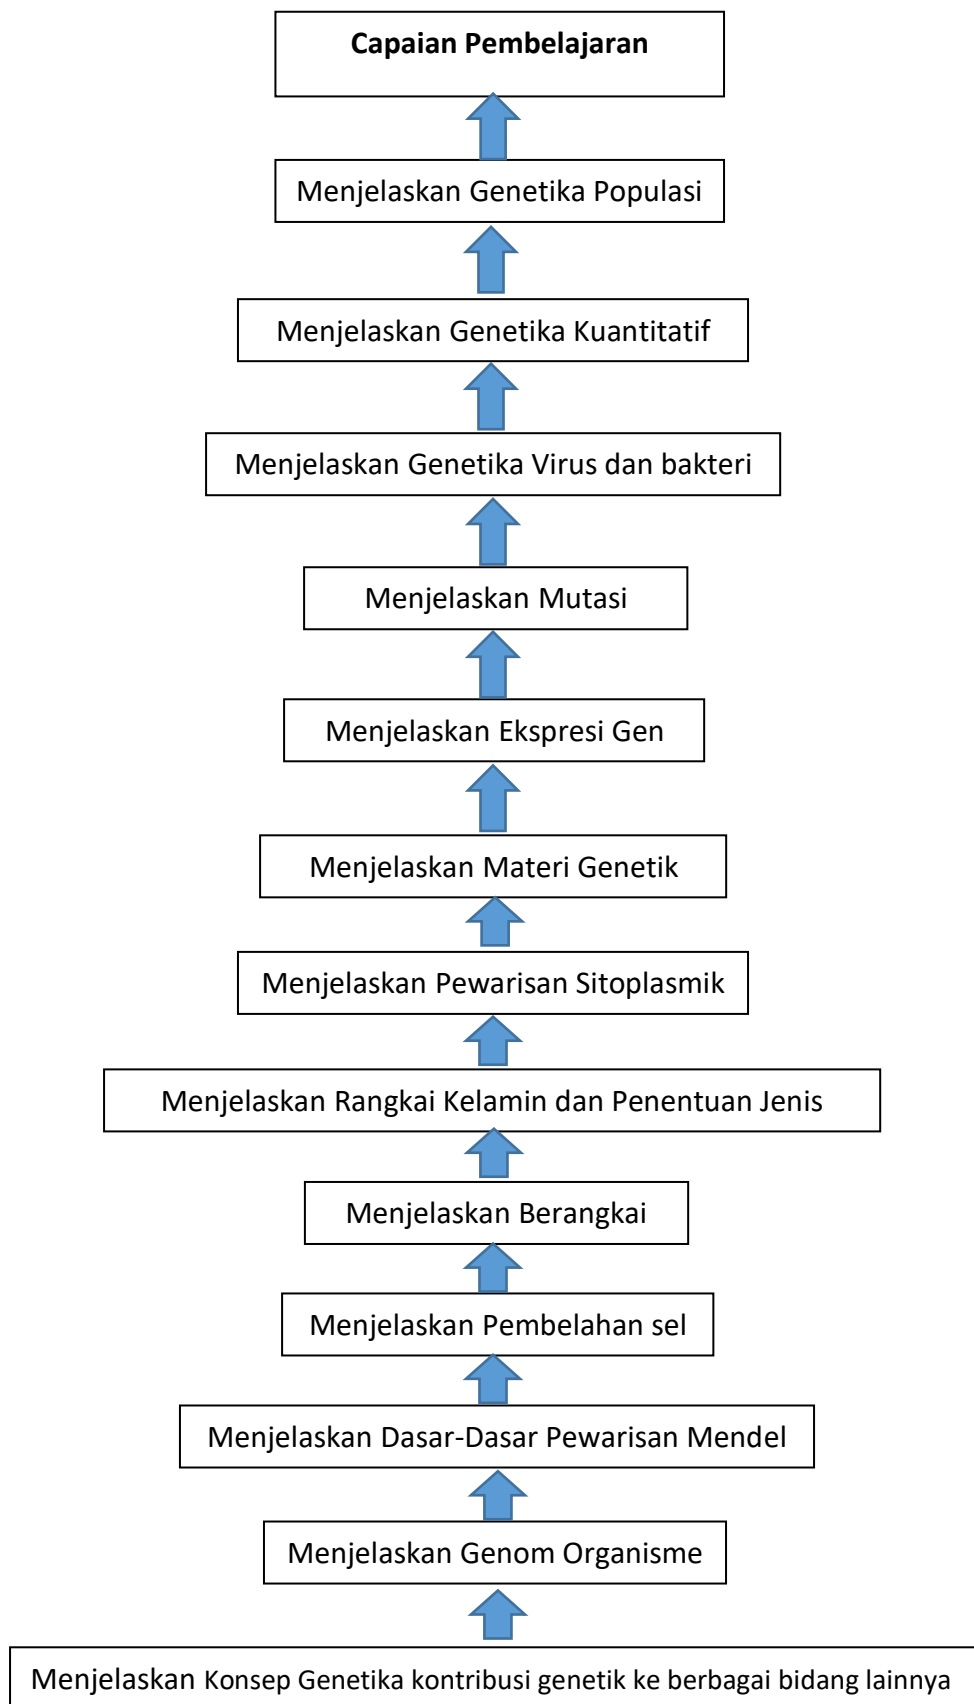 Capaian Pembelajaran
Menjelaskan Genetika Populasi
Menjelaskan Genetika Kuantitatif
Menjelaskan Genetika Virus dan bakteri
Menjelaskan Mutasi
Menjelaskan Ekspresi Gen
Menjelaskan Materi Genetik
Menjelaskan Pewarisan Sitoplasmik
Menjelaskan Rangkai Kelamin dan Penentuan Jenis
Menjelaskan Berangkai
Menjelaskan Pembelahan sel
Menjelaskan Dasar-Dasar Pewarisan Mendel
Menjelaskan Genom Organisme
Menjelaskan Konsep Genetika kontribusi genetik ke berbagai bidang lainnya